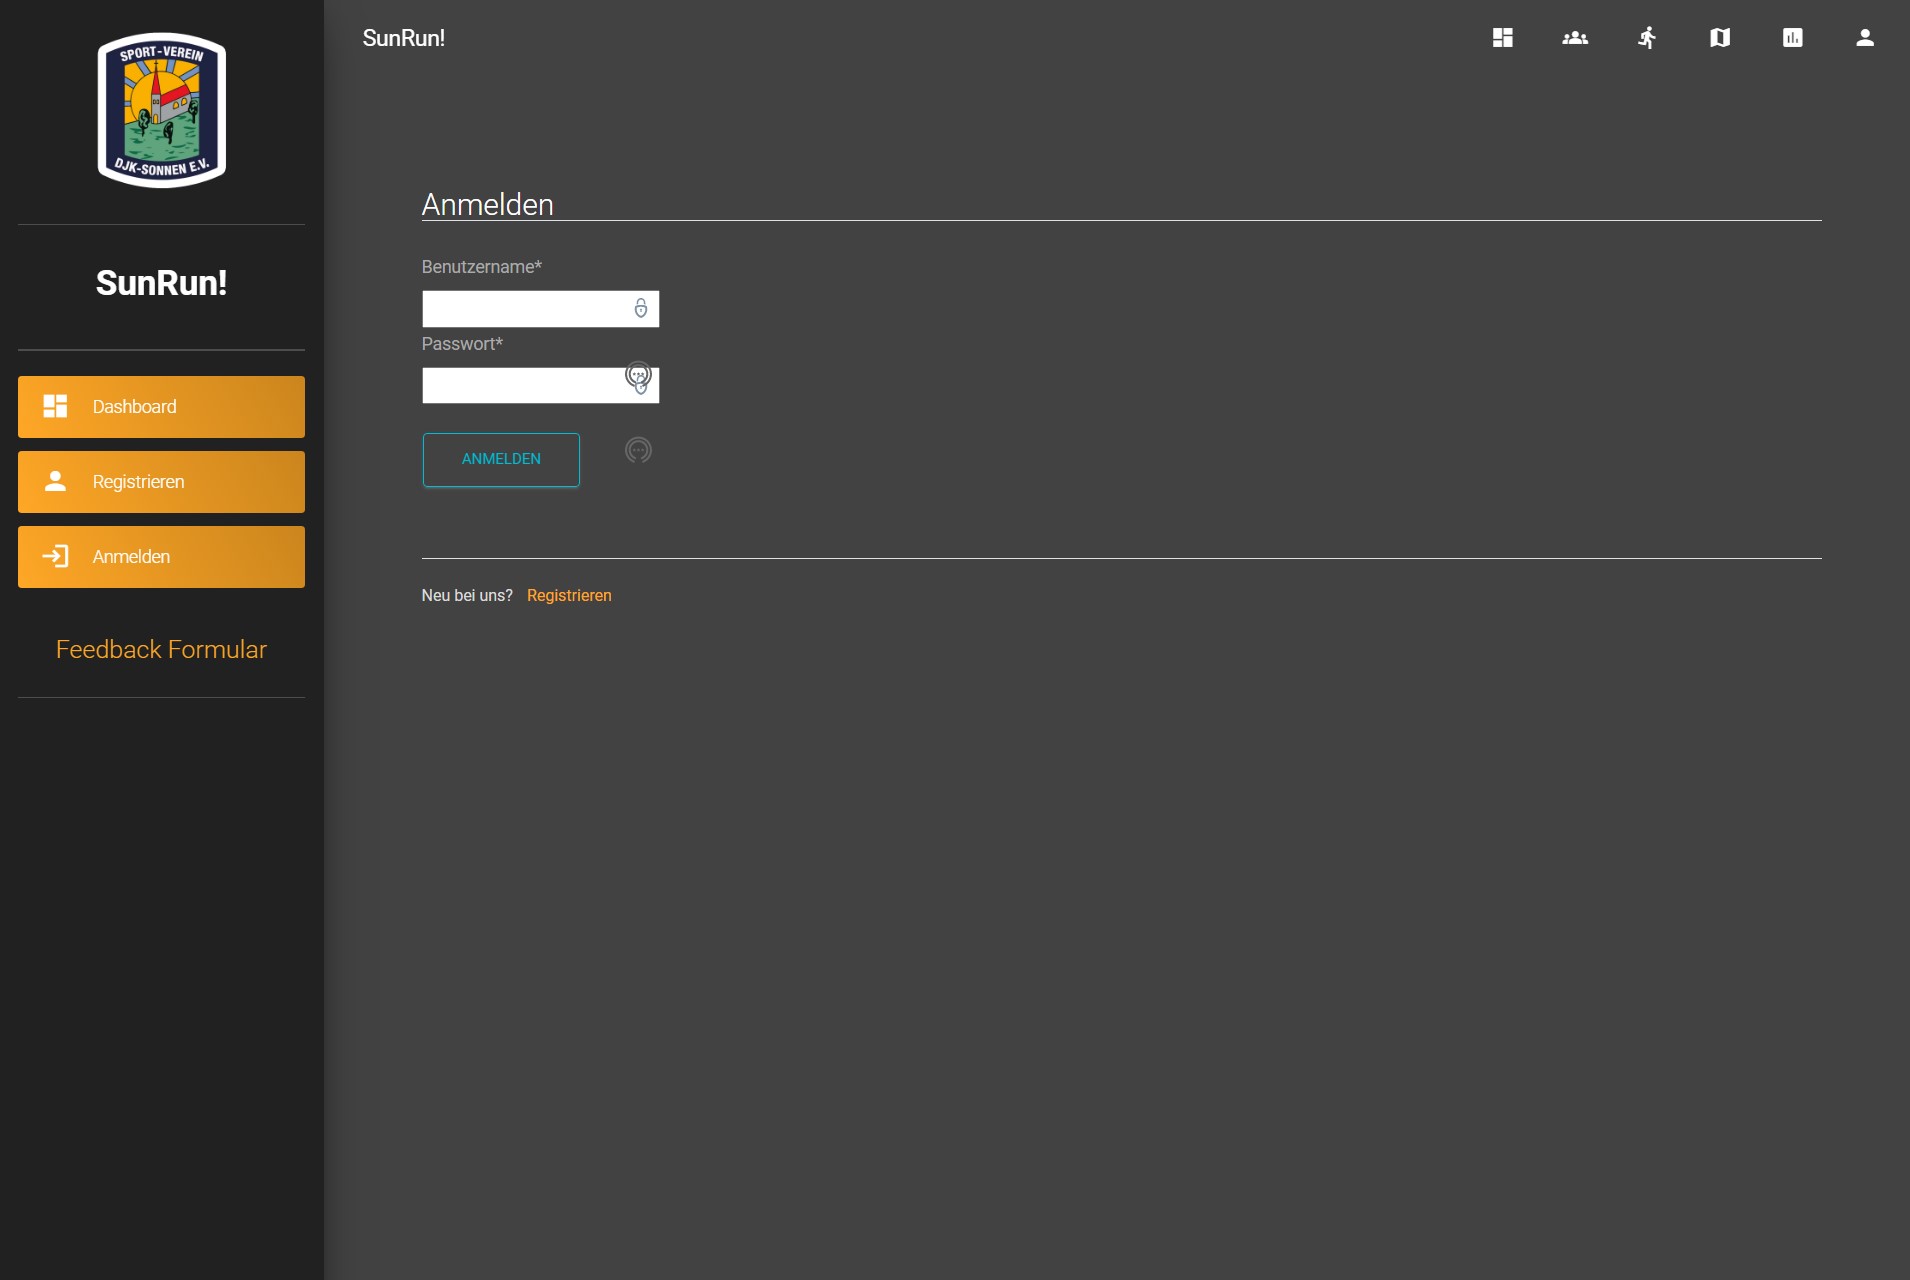 SPORT-VEREIN
DJK-SONNEN E.V.
SunRun!
Dashboard
Registrieren
Anmelden
Feedback Formular
SunRun!
Anmelden
Benutzername*
Passwort*
ANMELDEN
Neu bei uns? Registrieren